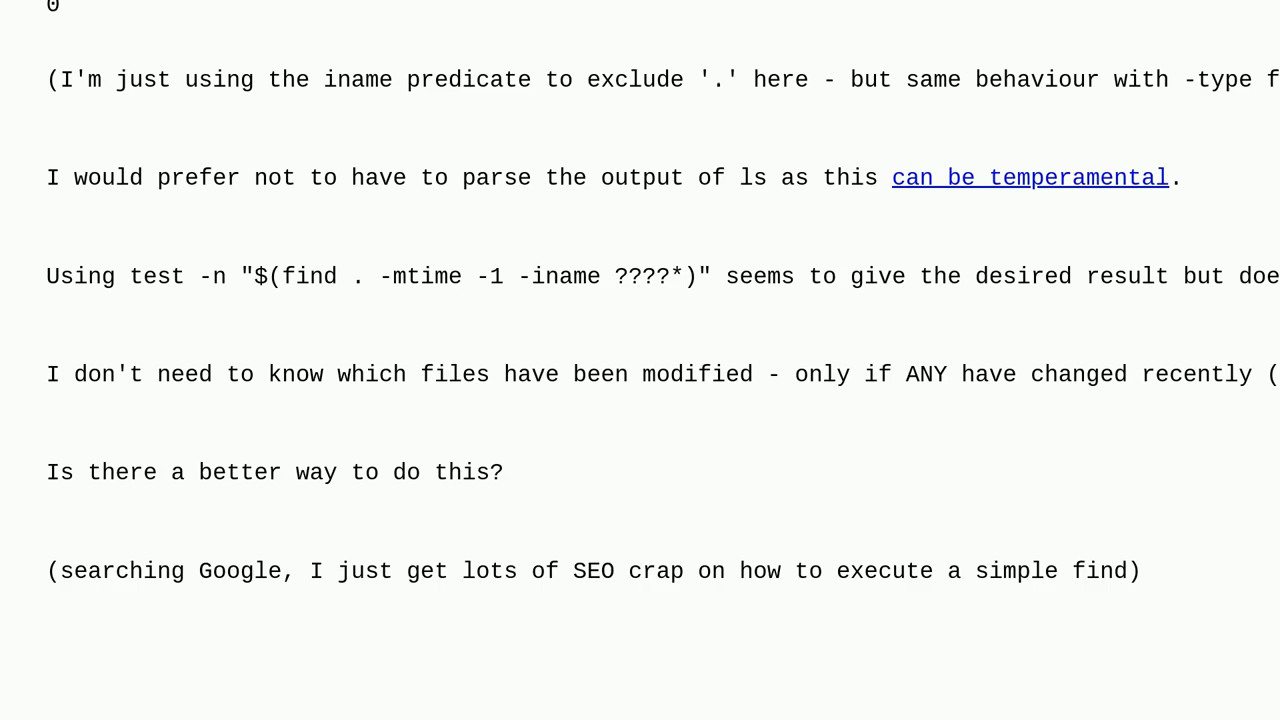 0
(I'm just using the iname predicate to exclude '.' here - but same behaviour with -type f
I would prefer not to have to parse the output of ls as this can be temperamental.
Using test -n "$(find . -mtime -1 -iname ????*)" seems to give the desired result but doe
I don't need to know which files have been modified - only if ANY have changed recently (
Is there a better way to do this?
(searching Google, I just get lots of SEO crap on how to execute a simple find)